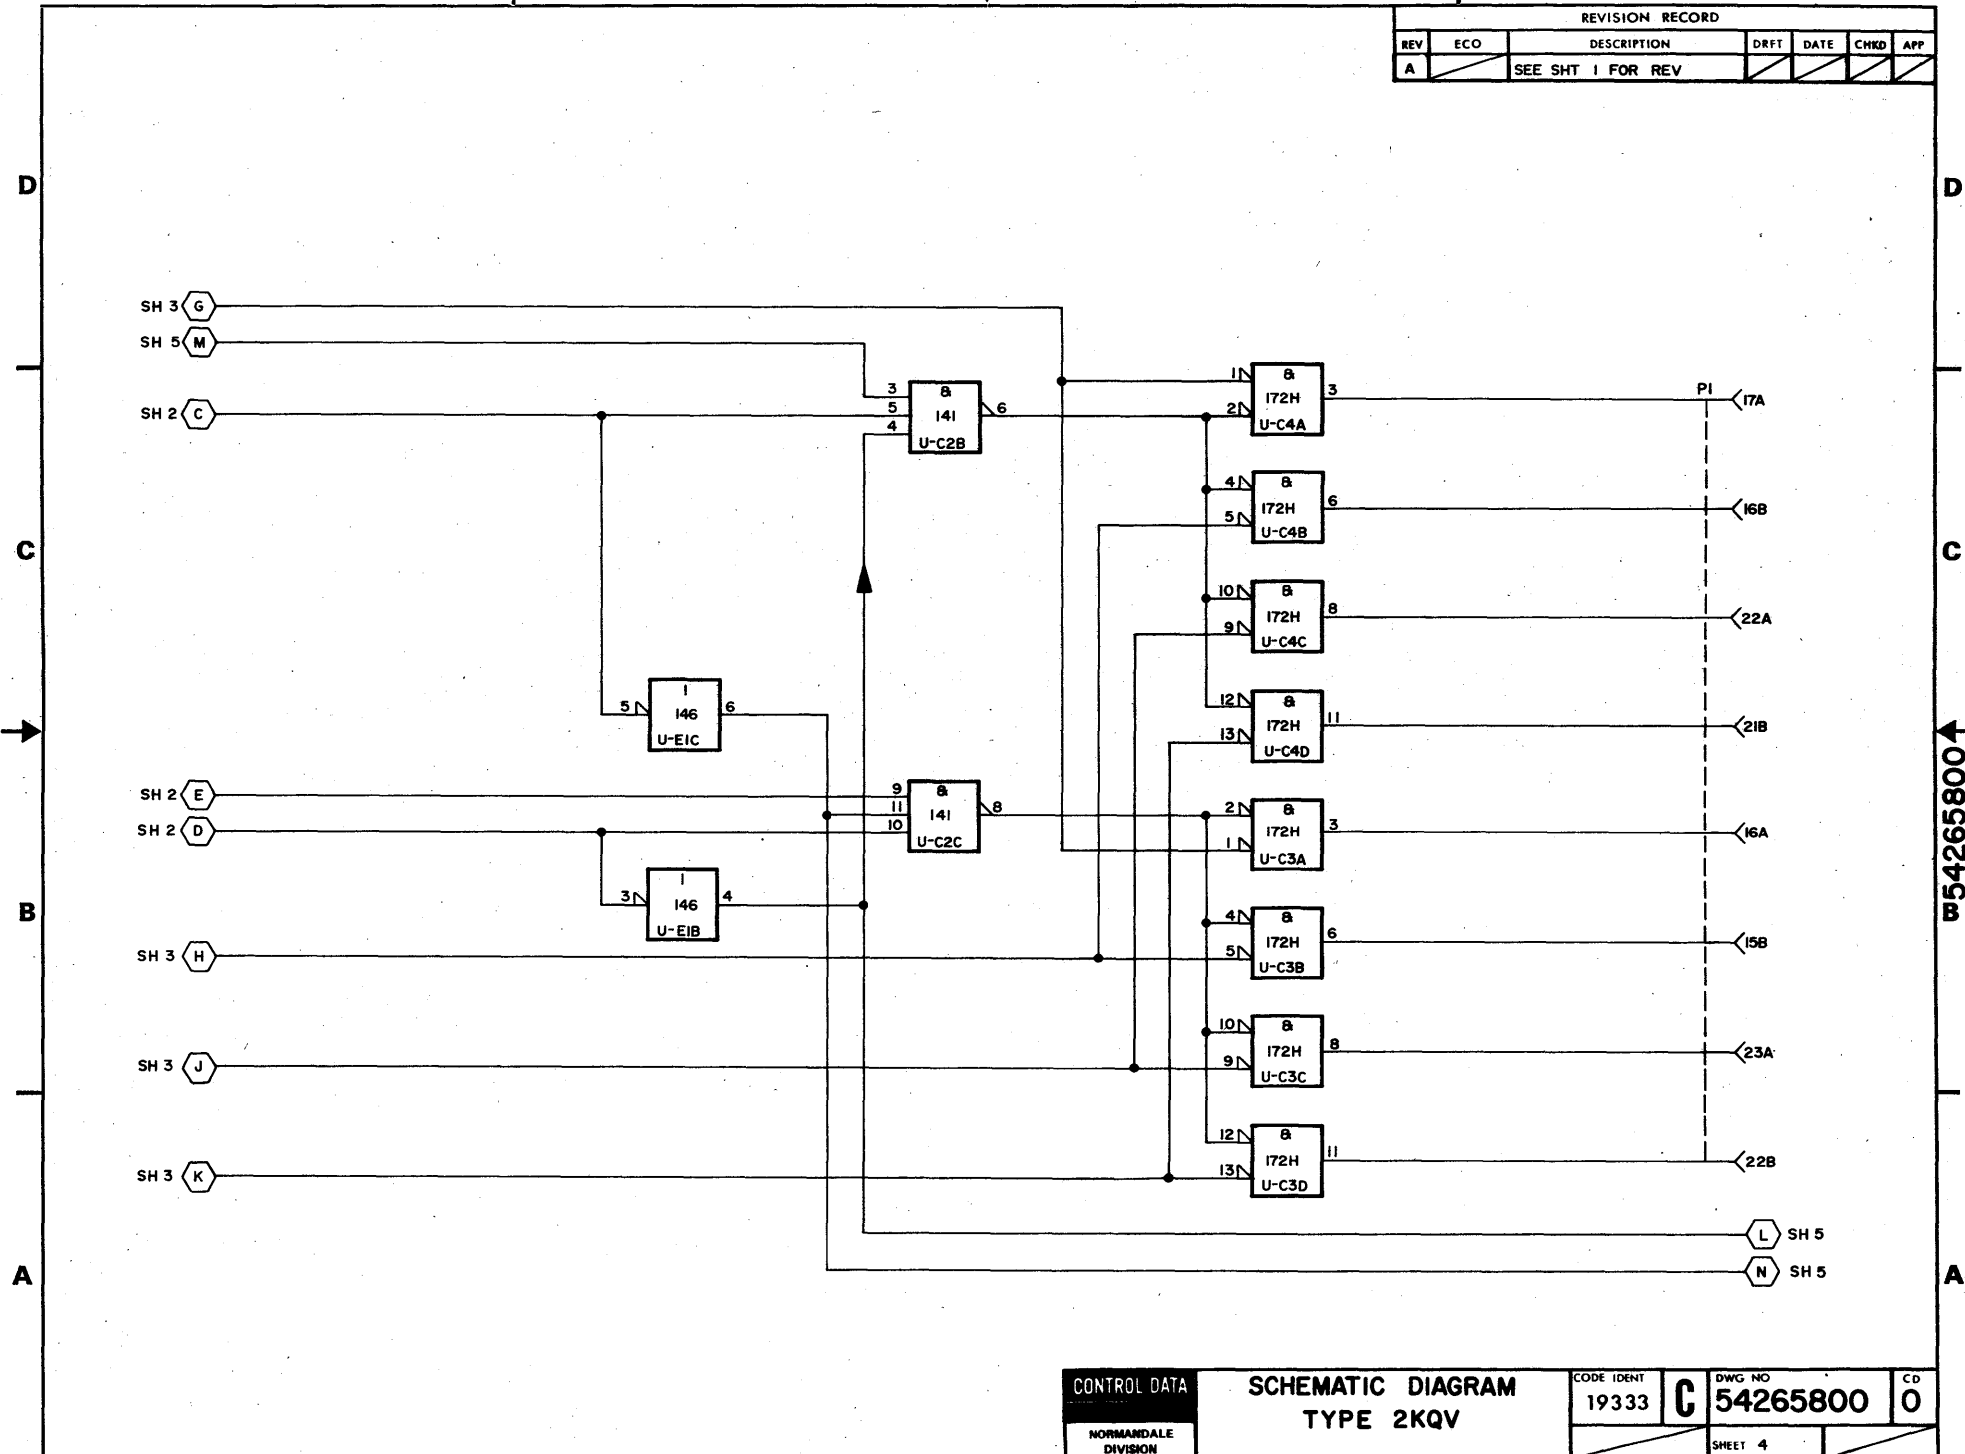 REVISION RECORD
REV ECO DESCRIPTION DRFT DATE CHKD APP
A SEE SHT 1 FOR REV
D D
SH 3 G
SH 5 M
SH 2 C
3 5 4 & 141 U-C2B 6
1 2 & 172H U-C4A 3
P1
17A
4 5 & 172H U-C4B 6
16B
C C
10 9 & 172H U-C4C 8
22A
5 1 146 U-E1C 6
12 13 & 172H U-C4D 11
21B
SH 2 E
SH 2 D
9 11 10 & 141 U-C2C 8
2 1 & 172H U-C3A 3
16A
54265800
3 1 146 U-E1B 4
B B
SH 3 H
4 5 & 172H U-C3B 6
15B
SH 3 J
10 9 & 172H U-C3C 8
23A
SH 3 K
12 13 & 172H U-C3D 11
22B
L SH 5
N SH 5
A A
CONTROL DATA
NORMANDALE
DIVISION
SCHEMATIC DIAGRAM
TYPE 2KQV
CODE IDENT
19333
C
DWG NO
54265800
CD
0
SHEET 4